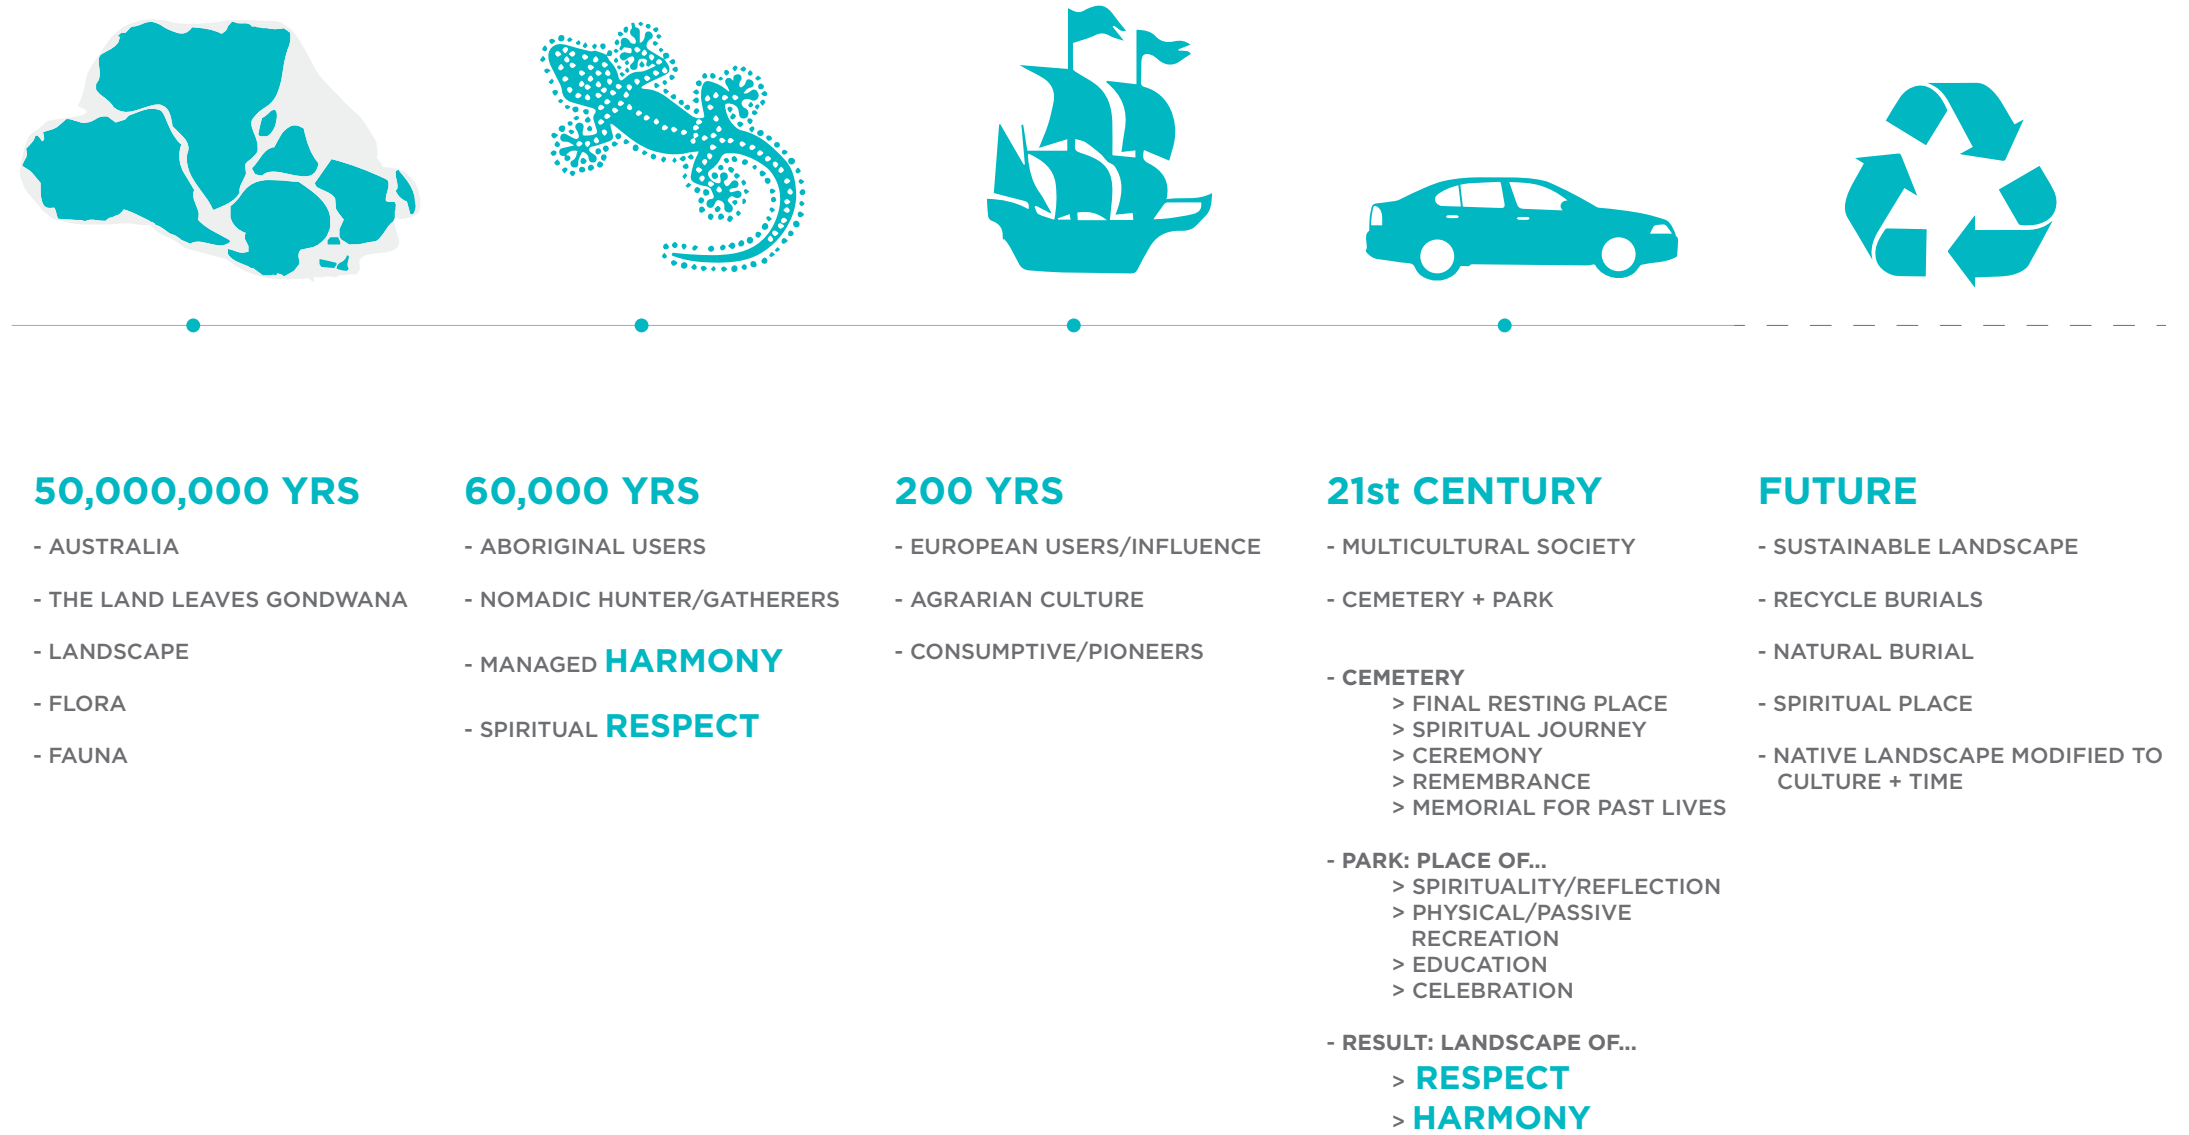 50,000,000 YRS
- AUSTRALIA
- THE LAND LEAVES GONDWANA
- LANDSCAPE
- FLORA
- FAUNA
60,000 YRS
- ABORIGINAL USERS
- NOMADIC HUNTER/GATHERERS
- MANAGED HARMONY
- SPIRITUAL RESPECT
200 YRS
- EUROPEAN USERS/INFLUENCE
- AGRARIAN CULTURE
- CONSUMPTIVE/PIONEERS
21st CENTURY
- MULTICULTURAL SOCIETY
- CEMETERY + PARK
- CEMETERY
> FINAL RESTING PLACE
> SPIRITUAL JOURNEY
> CEREMONY
> REMEMBRANCE
> MEMORIAL FOR PAST LIVES
- PARK: PLACE OF...
> SPIRITUALITY/REFLECTION
> PHYSICAL/PASSIVE
RECREATION
> EDUCATION
> CELEBRATION
- RESULT: LANDSCAPE OF...
> RESPECT
> HARMONY
FUTURE
- SUSTAINABLE LANDSCAPE
- RECYCLE BURIALS
- NATURAL BURIAL
- SPIRITUAL PLACE
- NATIVE LANDSCAPE MODIFIED TO
CULTURE + TIME